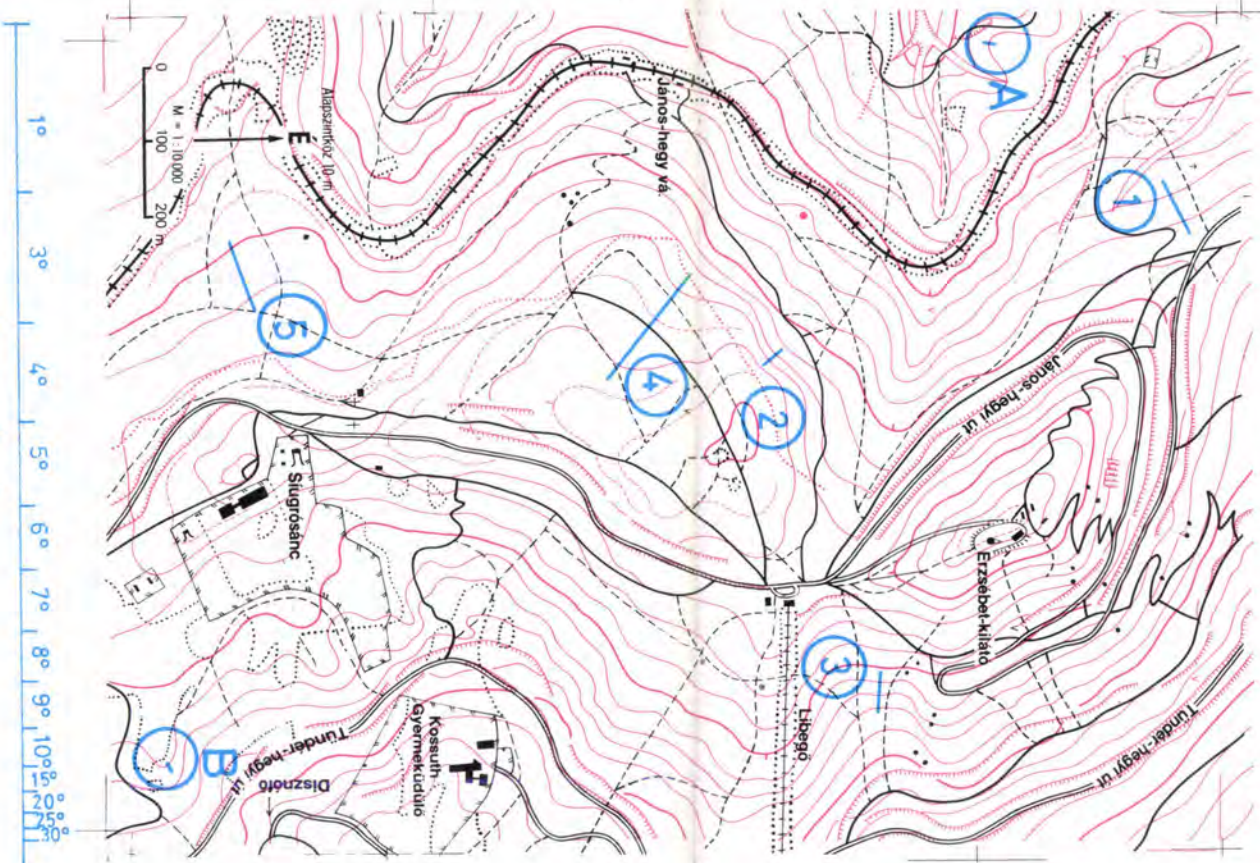 A
János-hegy vá.
0
100
200 m
M = 1:10.000
Alapszintköz 10 m
É
1
2
3
4
5
János-hegyi út
Erzsébet-kilátó
Síugrósánc
Libegő
Tündér-hegyi út
Tündér-hegyi út
Kossuth-
Gyermeküdülő
Disznófő
B
1°
3°
4°
5°
6°
7°
8°
9°
10°
15°
20°
25°
30°